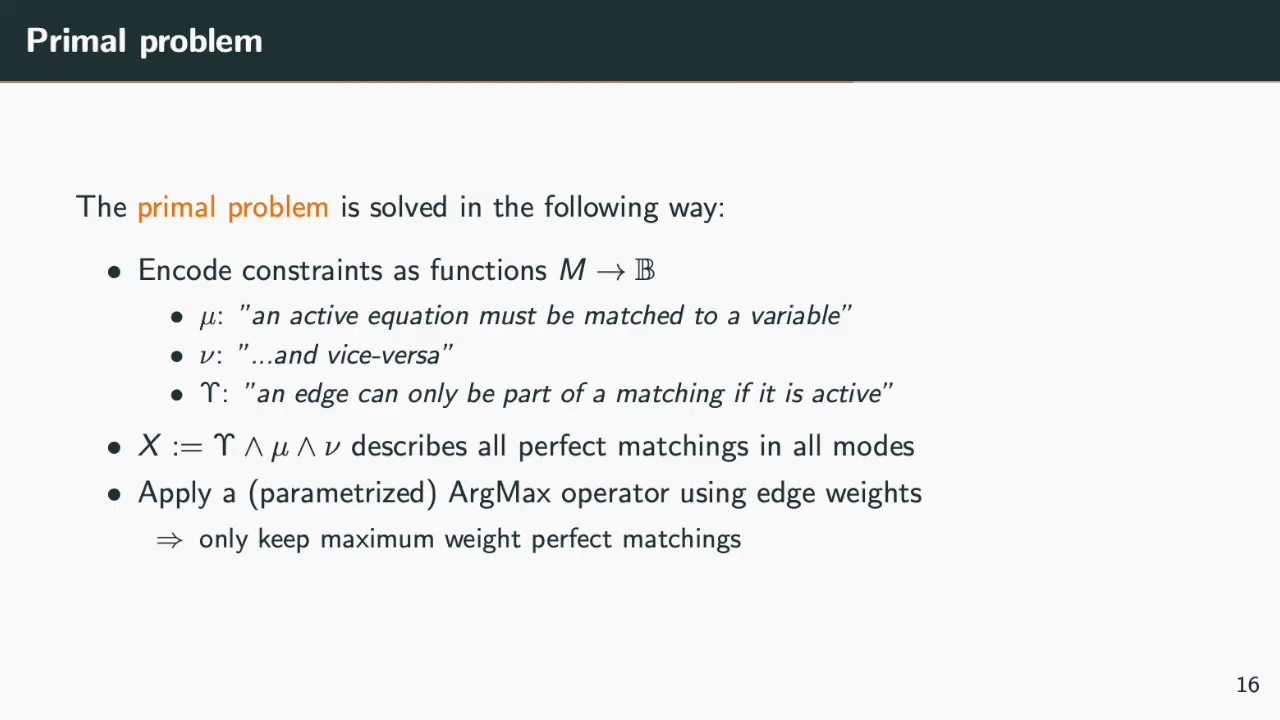 Primal problem
The primal problem is solved in the following way:
• Encode constraints as functions M → 𝔹
• μ: ”an active equation must be matched to a variable”
• ν: ”...and vice-versa”
• ϒ: ”an edge can only be part of a matching if it is active”
• X := ϒ ∧ μ ∧ ν describes all perfect matchings in all modes
• Apply a (parametrized) ArgMax operator using edge weights
⇒ only keep maximum weight perfect matchings
16